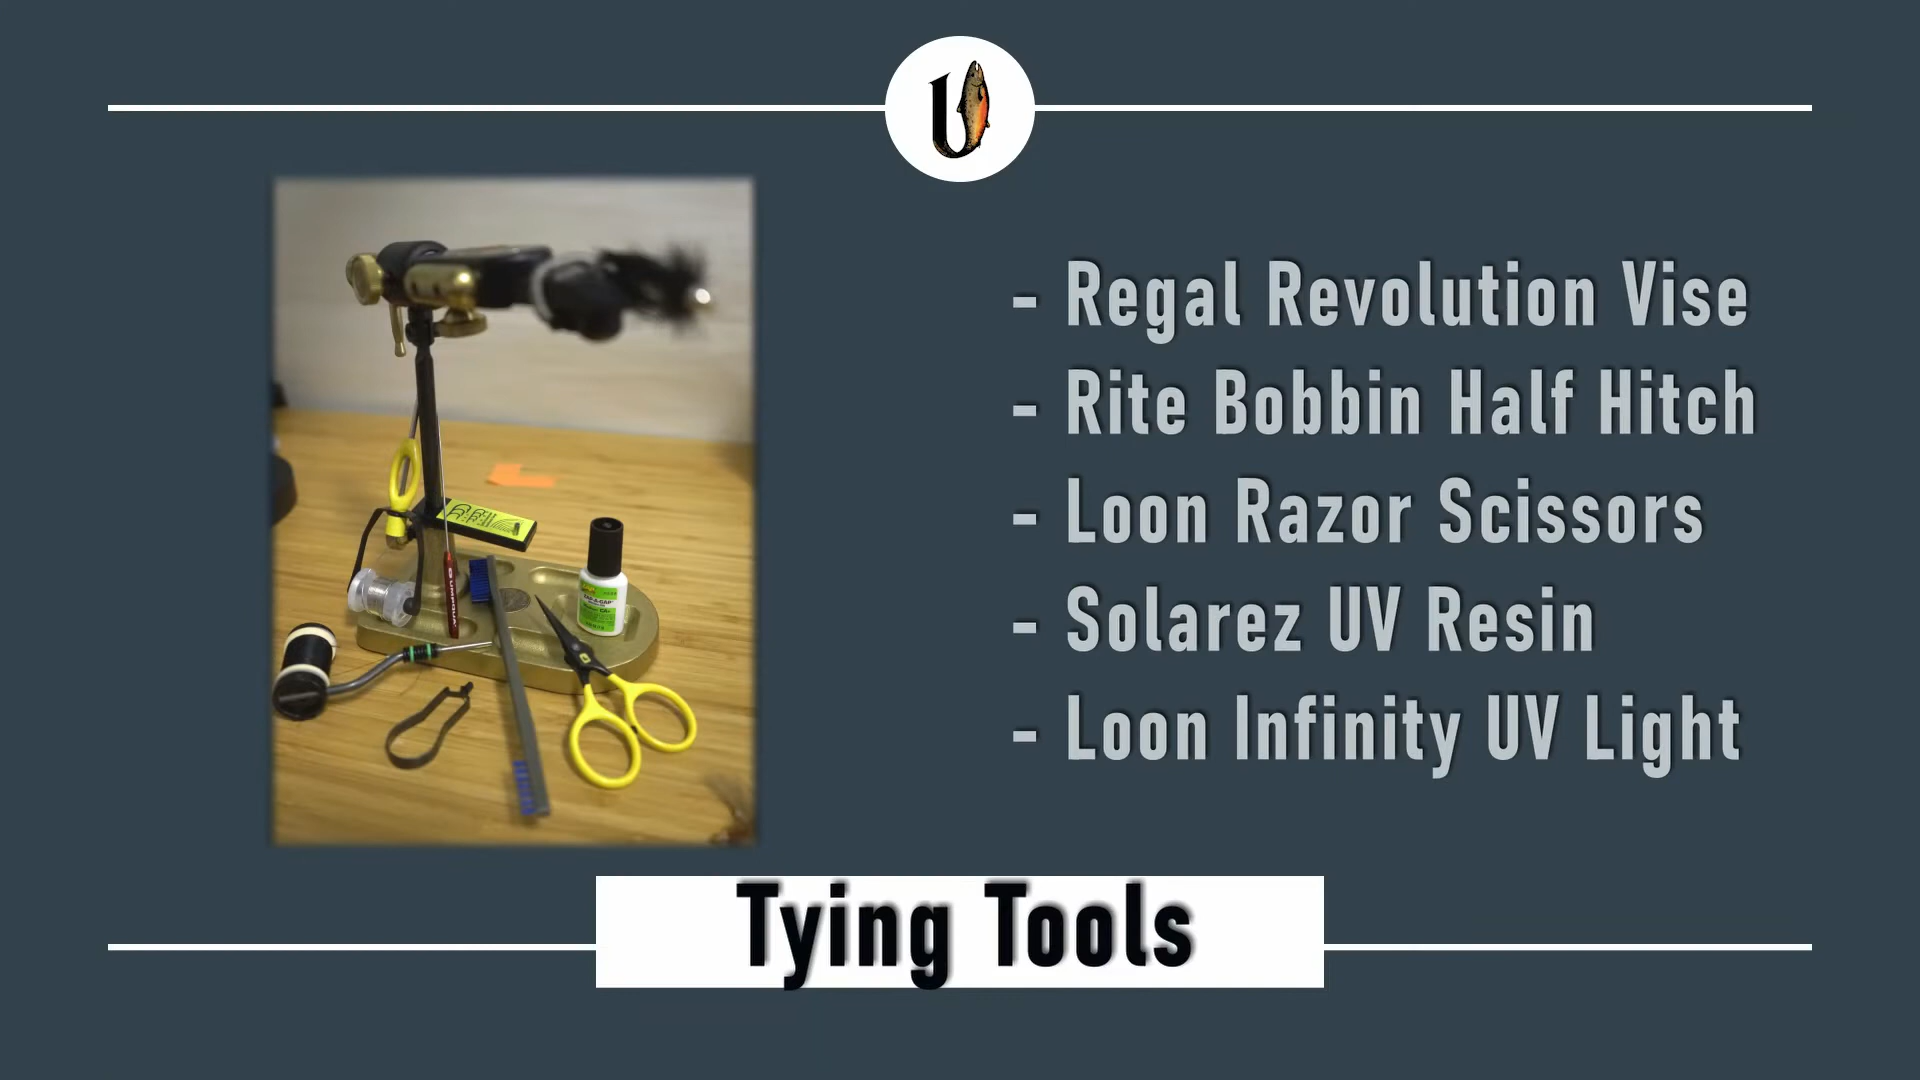 - Regal Revolution Vise
- Rite Bobbin Half Hitch
- Loon Razor Scissors
- Solarez UV Resin
- Loon Infinity UV Light
Tying Tools